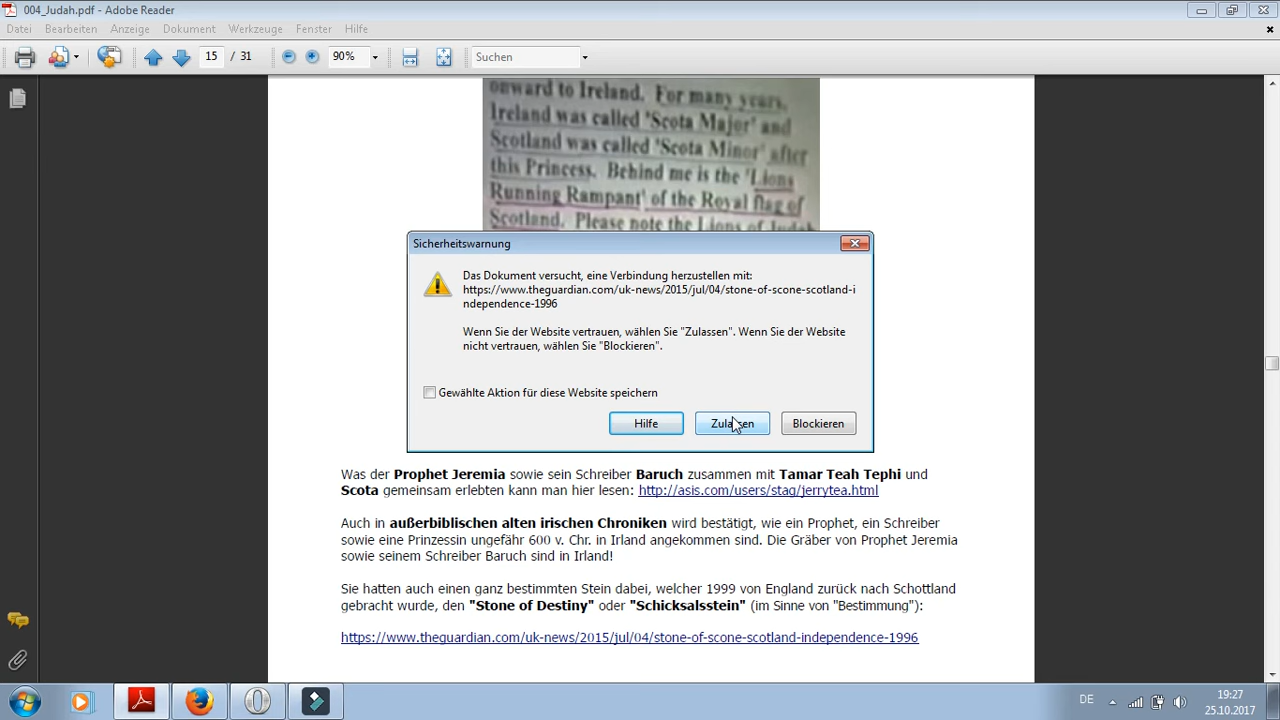 004_Judah.pdf - Adobe Reader
Datei Bearbeiten Anzeige Dokument Werkzeuge Fenster Hilfe
15 / 31 90% Suchen
onward to Ireland. For many years,
Ireland was called 'Scota Major' and
Scotland was called 'Scota Minor' after
this Princess. Behind me is the 'Lions
Running Rampant' of the Royal flag of
Scotland. Please note the Lions of Judah
Sicherheitswarnung
Das Dokument versucht, eine Verbindung herzustellen mit:
https://www.theguardian.com/uk-news/2015/jul/04/stone-of-scone-scotland-i
ndependence-1996
Wenn Sie der Website vertrauen, wählen Sie "Zulassen". Wenn Sie der Website
nicht vertrauen, wählen Sie "Blockieren".
Gewählte Aktion für diese Website speichern
Hilfe Zulassen Blockieren
Was der Prophet Jeremia sowie sein Schreiber Baruch zusammen mit Tamar Teah Tephi und
Scota gemeinsam erlebten kann man hier lesen: http://asis.com/users/stag/jerrytea.html
Auch in außerbiblischen alten irischen Chroniken wird bestätigt, wie ein Prophet, ein Schreiber
sowie eine Prinzessin ungefähr 600 v. Chr. in Irland angekommen sind. Die Gräber von Prophet Jeremia
sowie seinem Schreiber Baruch sind in Irland!
Sie hatten auch einen ganz bestimmten Stein dabei, welcher 1999 von England zurück nach Schottland
gebracht wurde, den "Stone of Destiny" oder "Schicksalsstein" (im Sinne von "Bestimmung"):
https://www.theguardian.com/uk-news/2015/jul/04/stone-of-scone-scotland-independence-1996
DE
19:27
25.10.2017